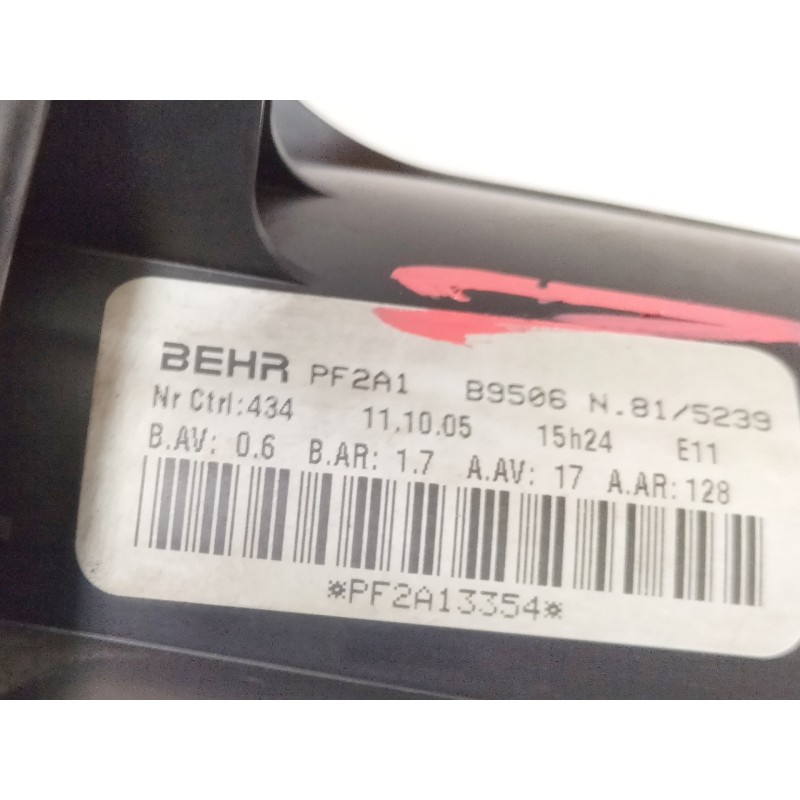 BEHR PF2A1 B9506 N.81/5239
Nr Ctrl:434 11.10.05 15h24 E11
B.AV: 0.6 B.AR: 1.7 A.AV: 17 A.AR: 128
*PF2A13354*